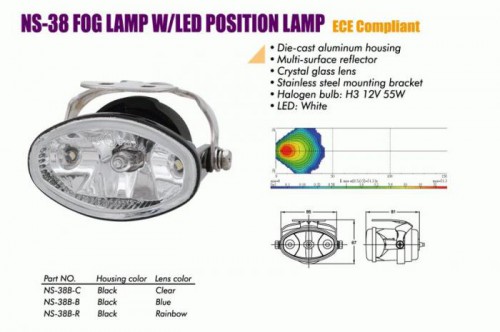 NS-38 FOG LAMP W/LED POSITION LAMP ECE Compliant
• Die-cast aluminum housing
• Multi-surface reflector
• Crystal glass lens
• Stainless steel mounting bracket
• Halogen bulb: H3 12V 55W
• LED: White
Part NO. Housing color Lens color
NS-38B-C Black Clear
NS-38B-B Black Blue
NS-38B-R Black Rainbow